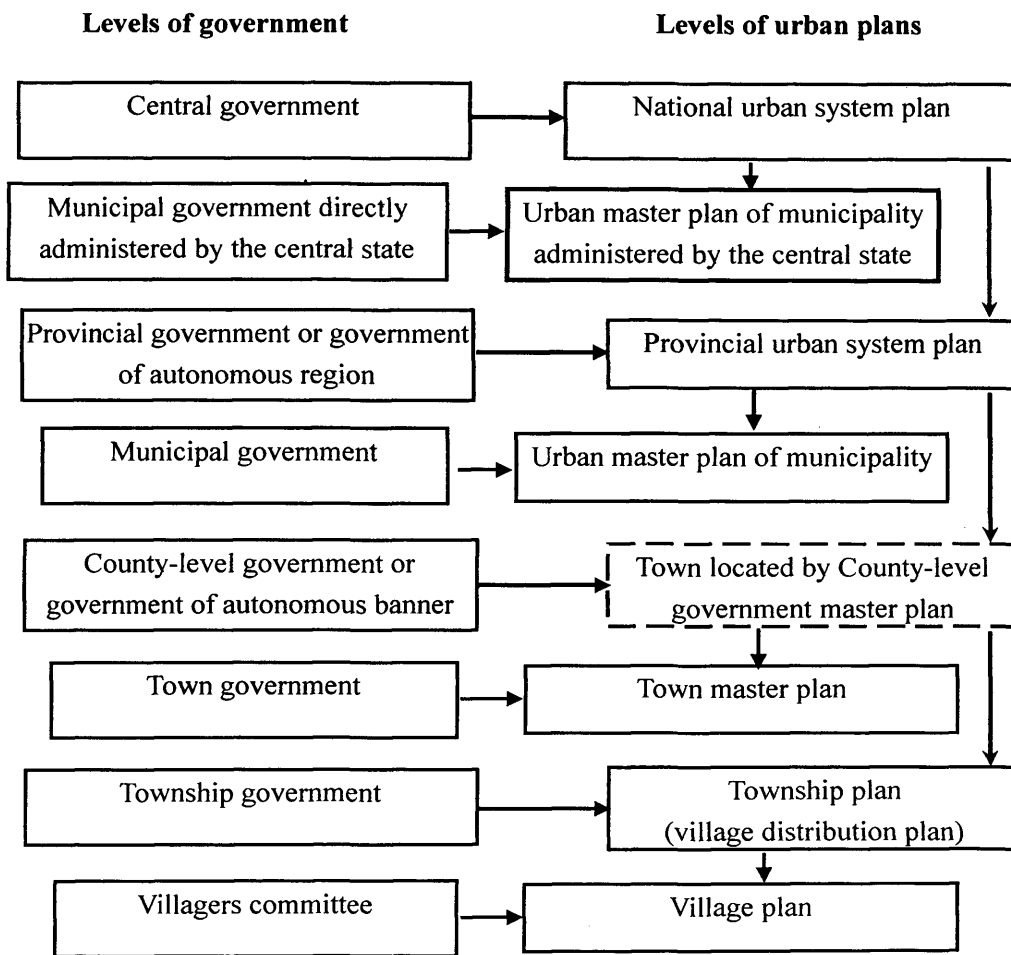 Levels of government
Levels of urban plans
Central government
National urban system plan
Municipal government directly
administered by the central state
Urban master plan of municipality
administered by the central state
Provincial government or government
of autonomous region
Provincial urban system plan
Municipal government
Urban master plan of municipality
County-level government or
government of autonomous banner
Town located by County-level
government master plan
Town government
Town master plan
Township government
Township plan
(village distribution plan)
Villagers committee
Village plan